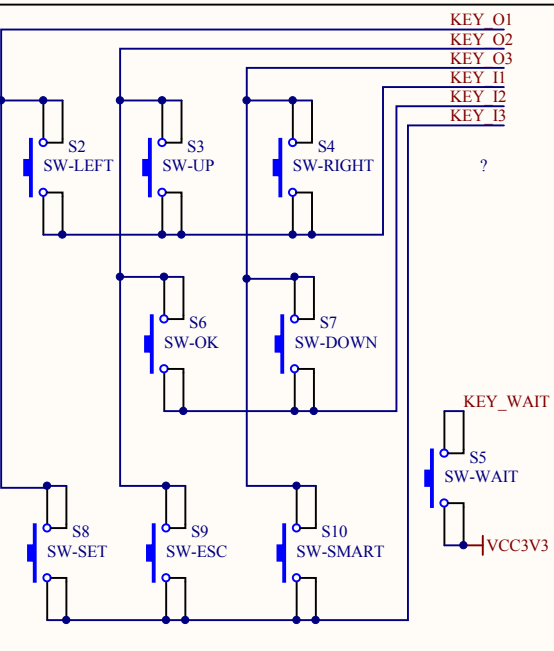 KEY_O1
KEY_O2
KEY_O3
KEY_I1
KEY_I2
KEY_I3
S2
SW-LEFT
S3
SW-UP
S4
SW-RIGHT
?
S6
SW-OK
S7
SW-DOWN
KEY_WAIT
S5
SW-WAIT
S8
SW-SET
S9
SW-ESC
S10
SW-SMART
VCC3V3